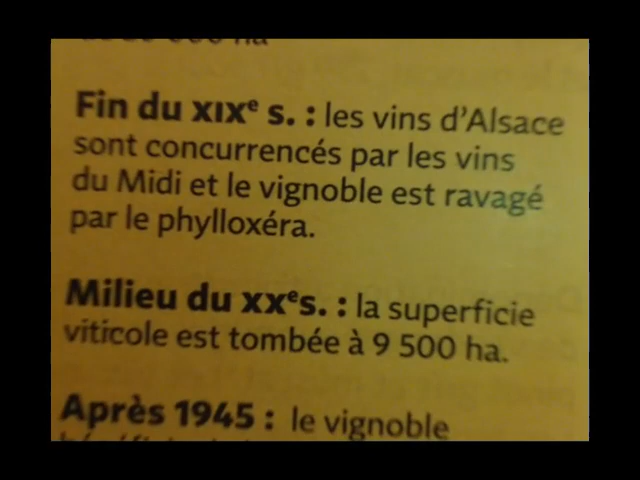 Fin du XIXe s. : les vins d'Alsace
sont concurrencés par les vins
du Midi et le vignoble est ravagé
par le phylloxéra.
Milieu du XXes. : la superficie
viticole est tombée à 9 500 ha.
Après 1945 : le vignoble